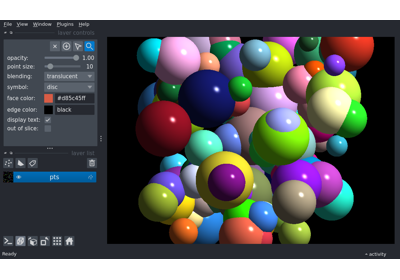 File View Window Plugins Help
layer controls
opacity: 1.00
point size: 10
blending: translucent
symbol: disc
face color: #d85c45ff
edge color: black
display text:
out of slice:
layer list
pts
Ready
activity